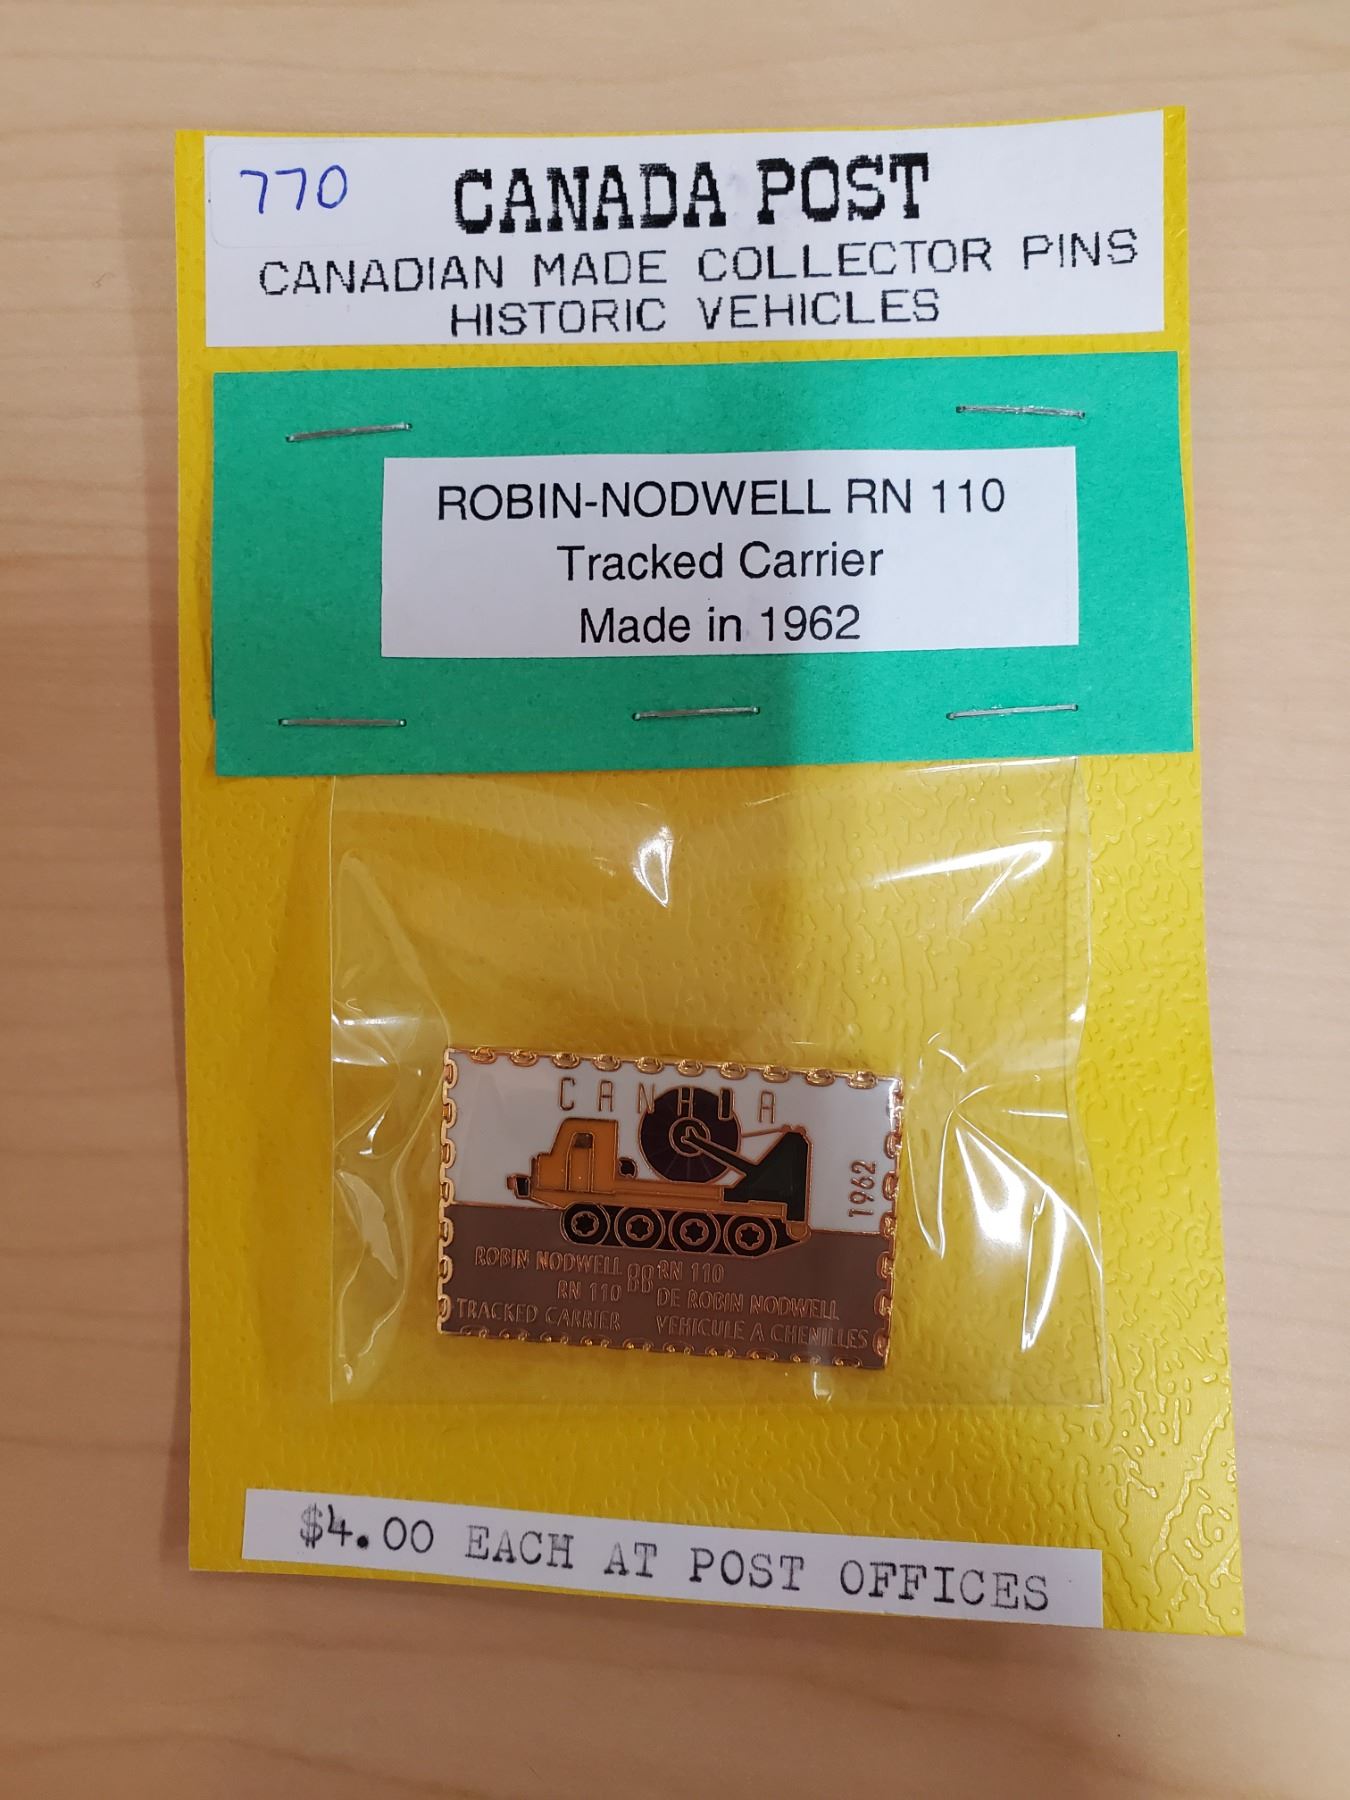 770
CANADA POST
CANADIAN MADE COLLECTOR PINS
HISTORIC VEHICLES
ROBIN-NODWELL RN 110
Tracked Carrier
Made in 1962
CANADA
1962
ROBIN NODWELL
RN 110
TRACKED CARRIER
88
RN 110
DE ROBIN NODWELL
VEHICULE A CHENILLES
$4.00 EACH AT POST OFFICES